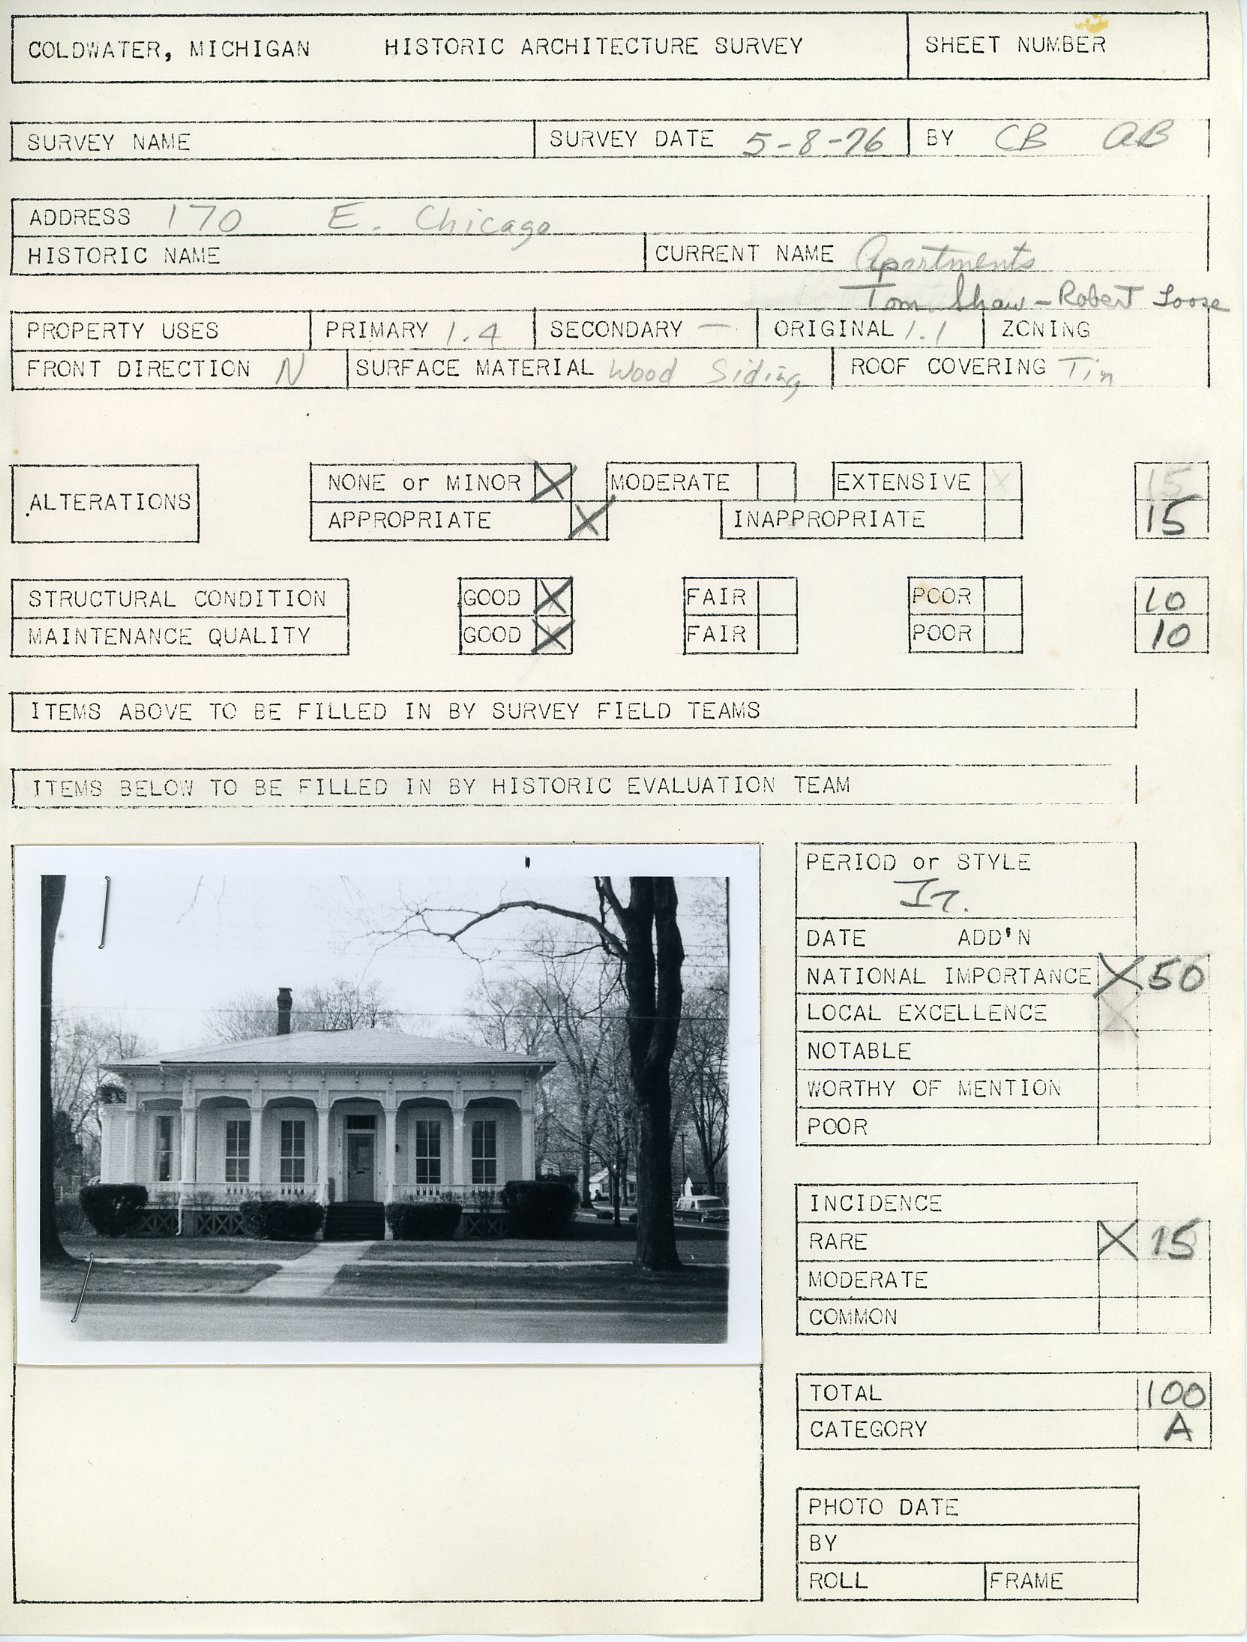 COLDWATER, MICHIGAN HISTORIC ARCHITECTURE SURVEY SHEET NUMBER
SURVEY NAME SURVEY DATE 5-8-76 BY CB AB
ADDRESS 170 E. Chicago
HISTORIC NAME CURRENT NAME Apartments
Tom Shaw - Robert Loose
PROPERTY USES PRIMARY 1.4 SECONDARY — ORIGINAL 1.1 ZONING
FRONT DIRECTION N SURFACE MATERIAL Wood Siding ROOF COVERING Tin
ALTERATIONS
NONE or MINOR X MODERATE EXTENSIVE X 15
APPROPRIATE X INAPPROPRIATE 15
STRUCTURAL CONDITION GOOD X FAIR POOR 10
MAINTENANCE QUALITY GOOD X FAIR POOR 10
ITEMS ABOVE TO BE FILLED IN BY SURVEY FIELD TEAMS
ITEMS BELOW TO BE FILLED IN BY HISTORIC EVALUATION TEAM
PERIOD or STYLE
DATE ADD'N
NATIONAL IMPORTANCE X 50
LOCAL EXCELLENCE X
NOTABLE
WORTHY OF MENTION
POOR
INCIDENCE
RARE X 15
MODERATE
COMMON
TOTAL 100
CATEGORY A
PHOTO DATE
BY
ROLL FRAME